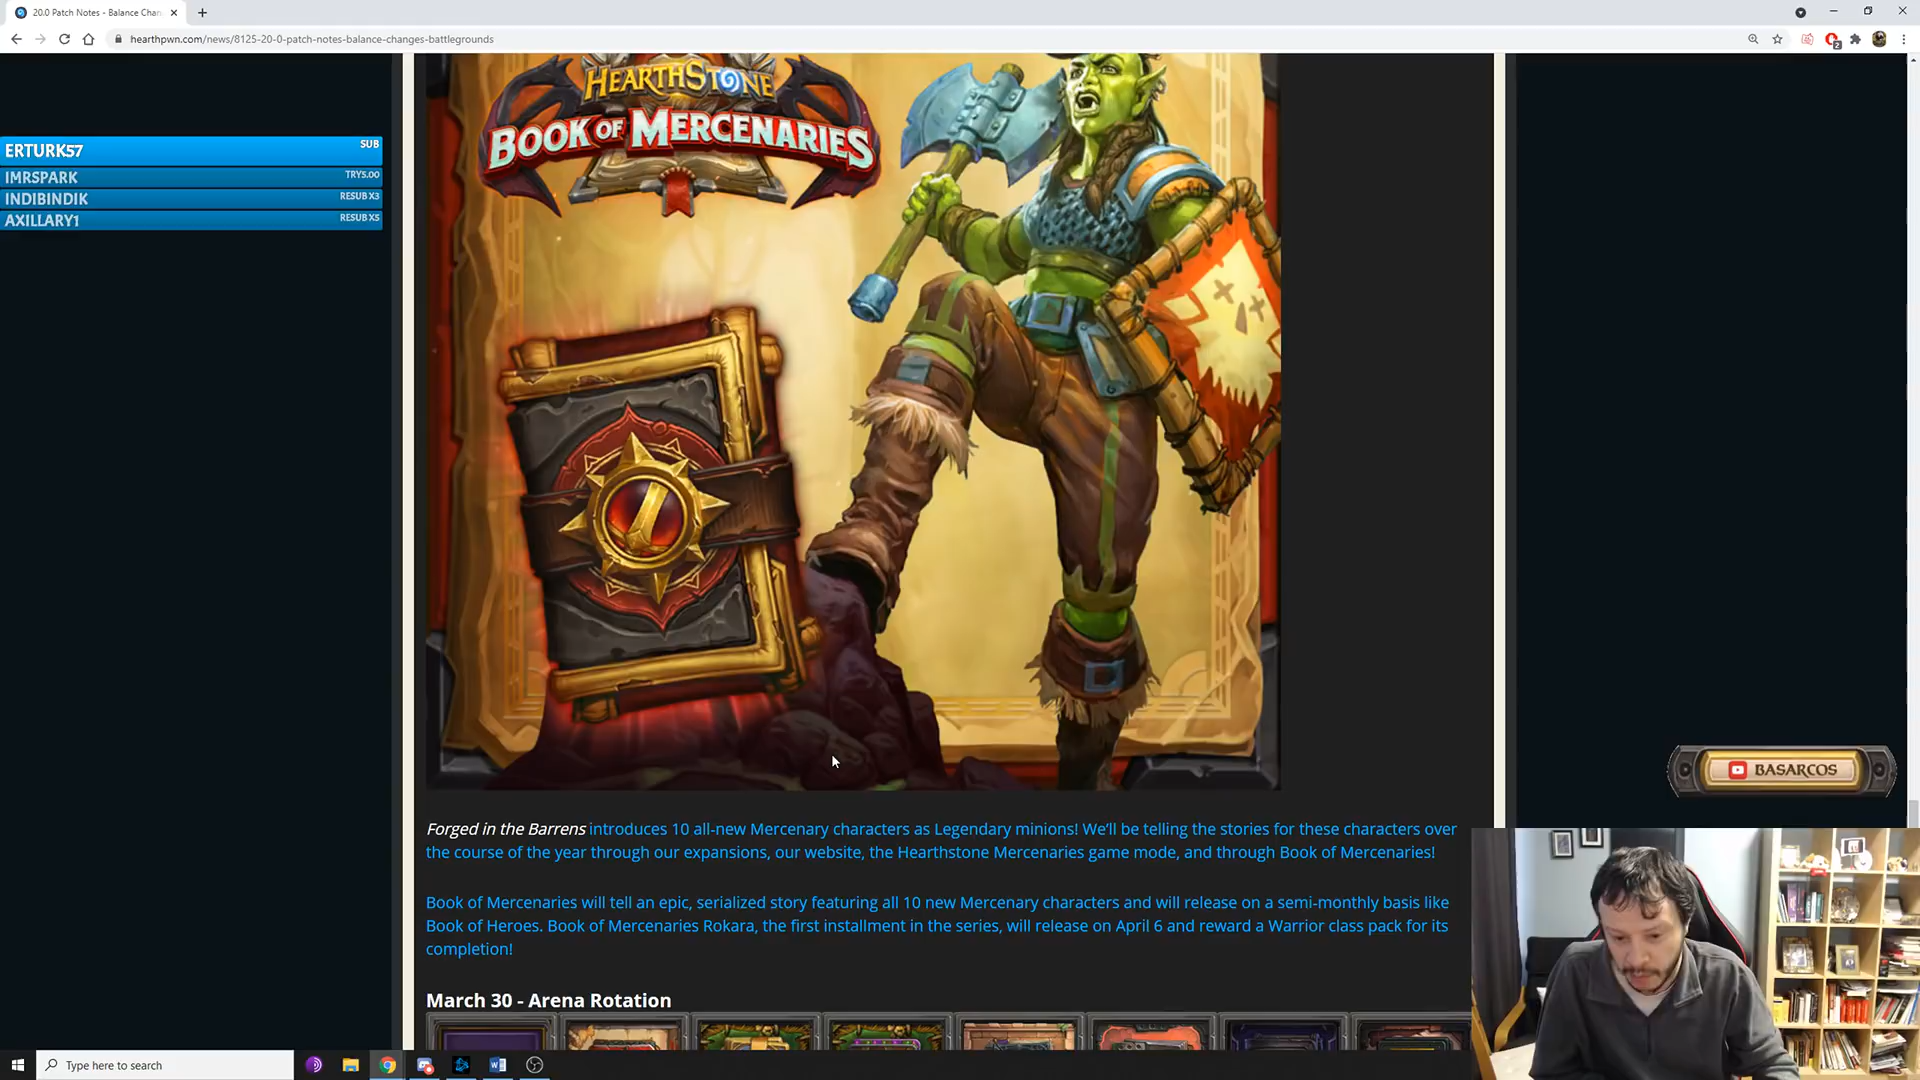 20.0 Patch Notes - Balance Chan
hearthpwn.com/news/8125-20-0-patch-notes-balance-changes-battlegrounds
2
HEARTHSTONE
BOOK OF MERCENARIES
ERTURK57 SUB
IMRSPARK TRY5.00
INDIBINDIK RESUB X3
AXILLARY1 RESUB X5
BASARCOS
Forged in the Barrens introduces 10 all-new Mercenary characters as Legendary minions! We'll be telling the stories for these characters over
the course of the year through our expansions, our website, the Hearthstone Mercenaries game mode, and through Book of Mercenaries!
Book of Mercenaries will tell an epic, serialized story featuring all 10 new Mercenary characters and will release on a semi-monthly basis like
Book of Heroes. Book of Mercenaries Rokara, the first installment in the series, will release on April 6 and reward a Warrior class pack for its
completion!
March 30 - Arena Rotation
Type here to search